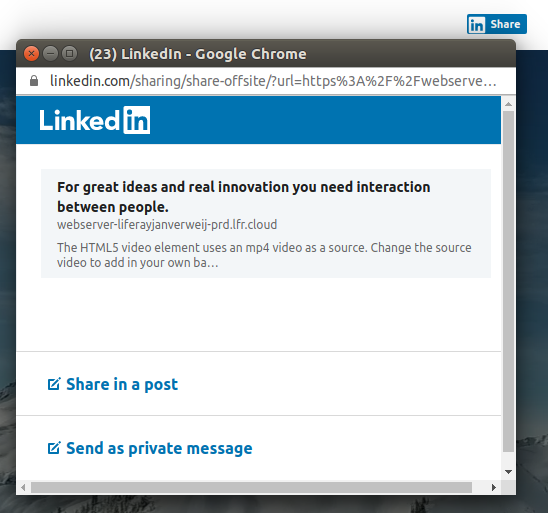 in Share
(23) LinkedIn - Google Chrome
linkedin.com/sharing/share-offsite/?url=https%3A%2F%2Fwebserve…
Linkedin
For great ideas and real innovation you need interaction
between people.
webserver-liferayjanverweij-prd.lfr.cloud
The HTML5 video element uses an mp4 video as a source. Change the source
video to add in your own ba…
Share in a post
Send as private message